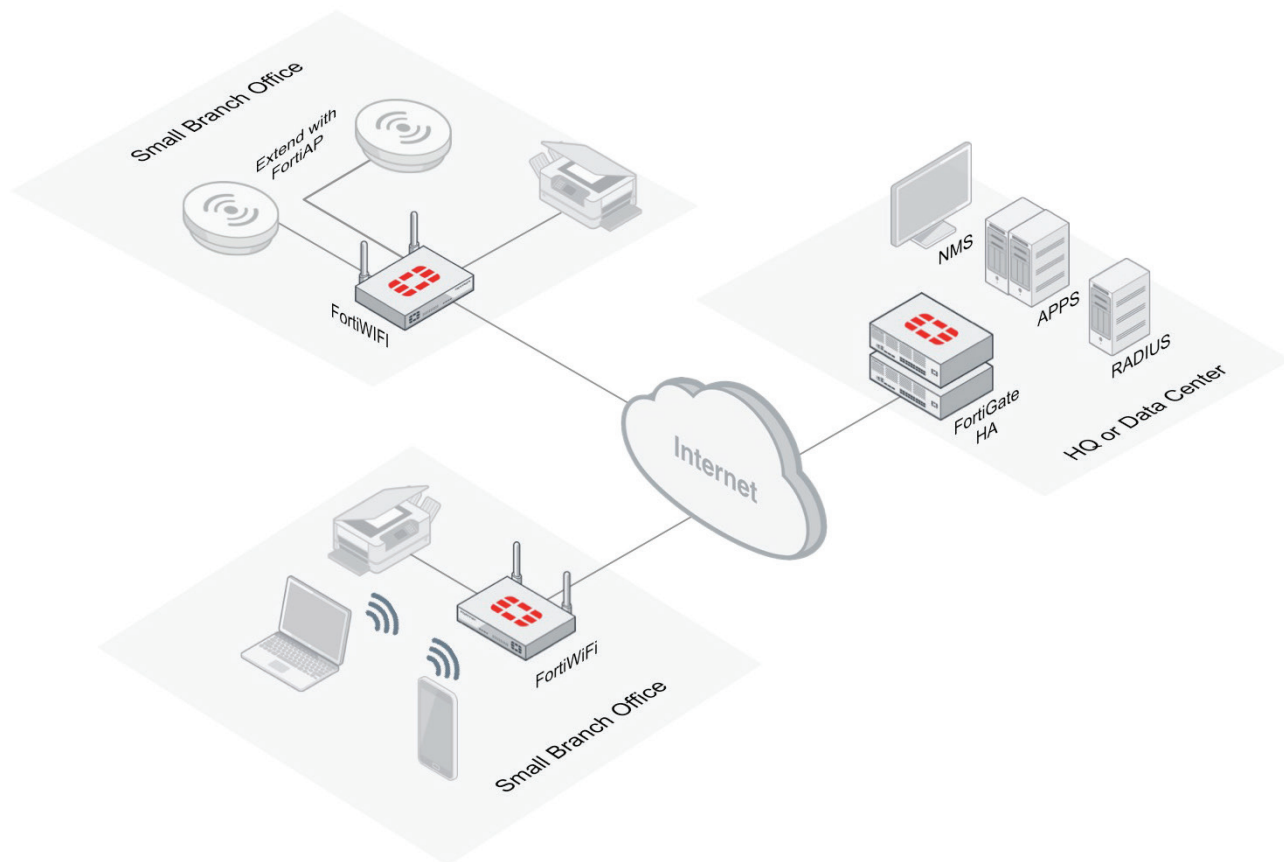 Small Branch Office
Extend with
FortiAP
FortiWIFI
NMS
APPS
RADIUS
FortiGate
HA
HQ or Data Center
Internet
FortiWiFi
Small Branch Office